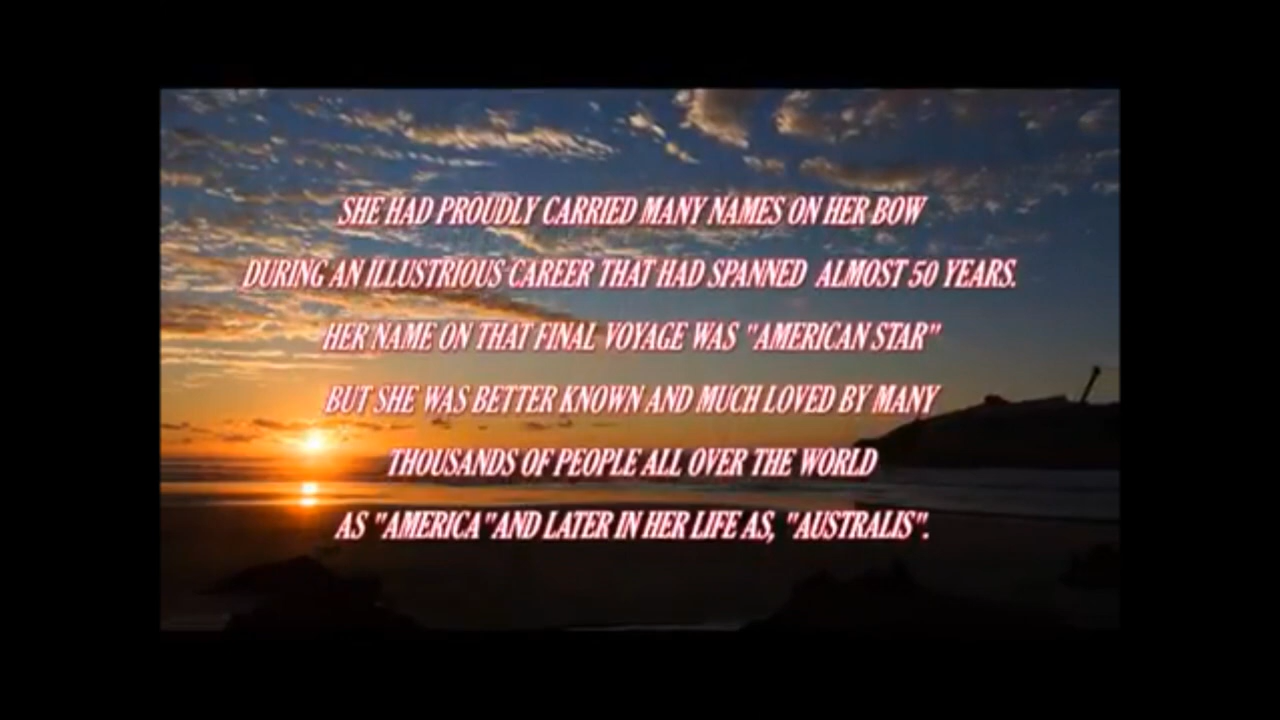 SHE HAD PROUDLY CARRIED MANY NAMES ON HER BOW
DURING AN ILLUSTRIOUS CAREER THAT HAD SPANNED ALMOST 50 YEARS.
HER NAME ON THAT FINAL VOYAGE WAS "AMERICAN STAR"
BUT SHE WAS BETTER KNOWN AND MUCH LOVED BY MANY
THOUSANDS OF PEOPLE ALL OVER THE WORLD
AS "AMERICA"AND LATER IN HER LIFE AS, "AUSTRALIS".